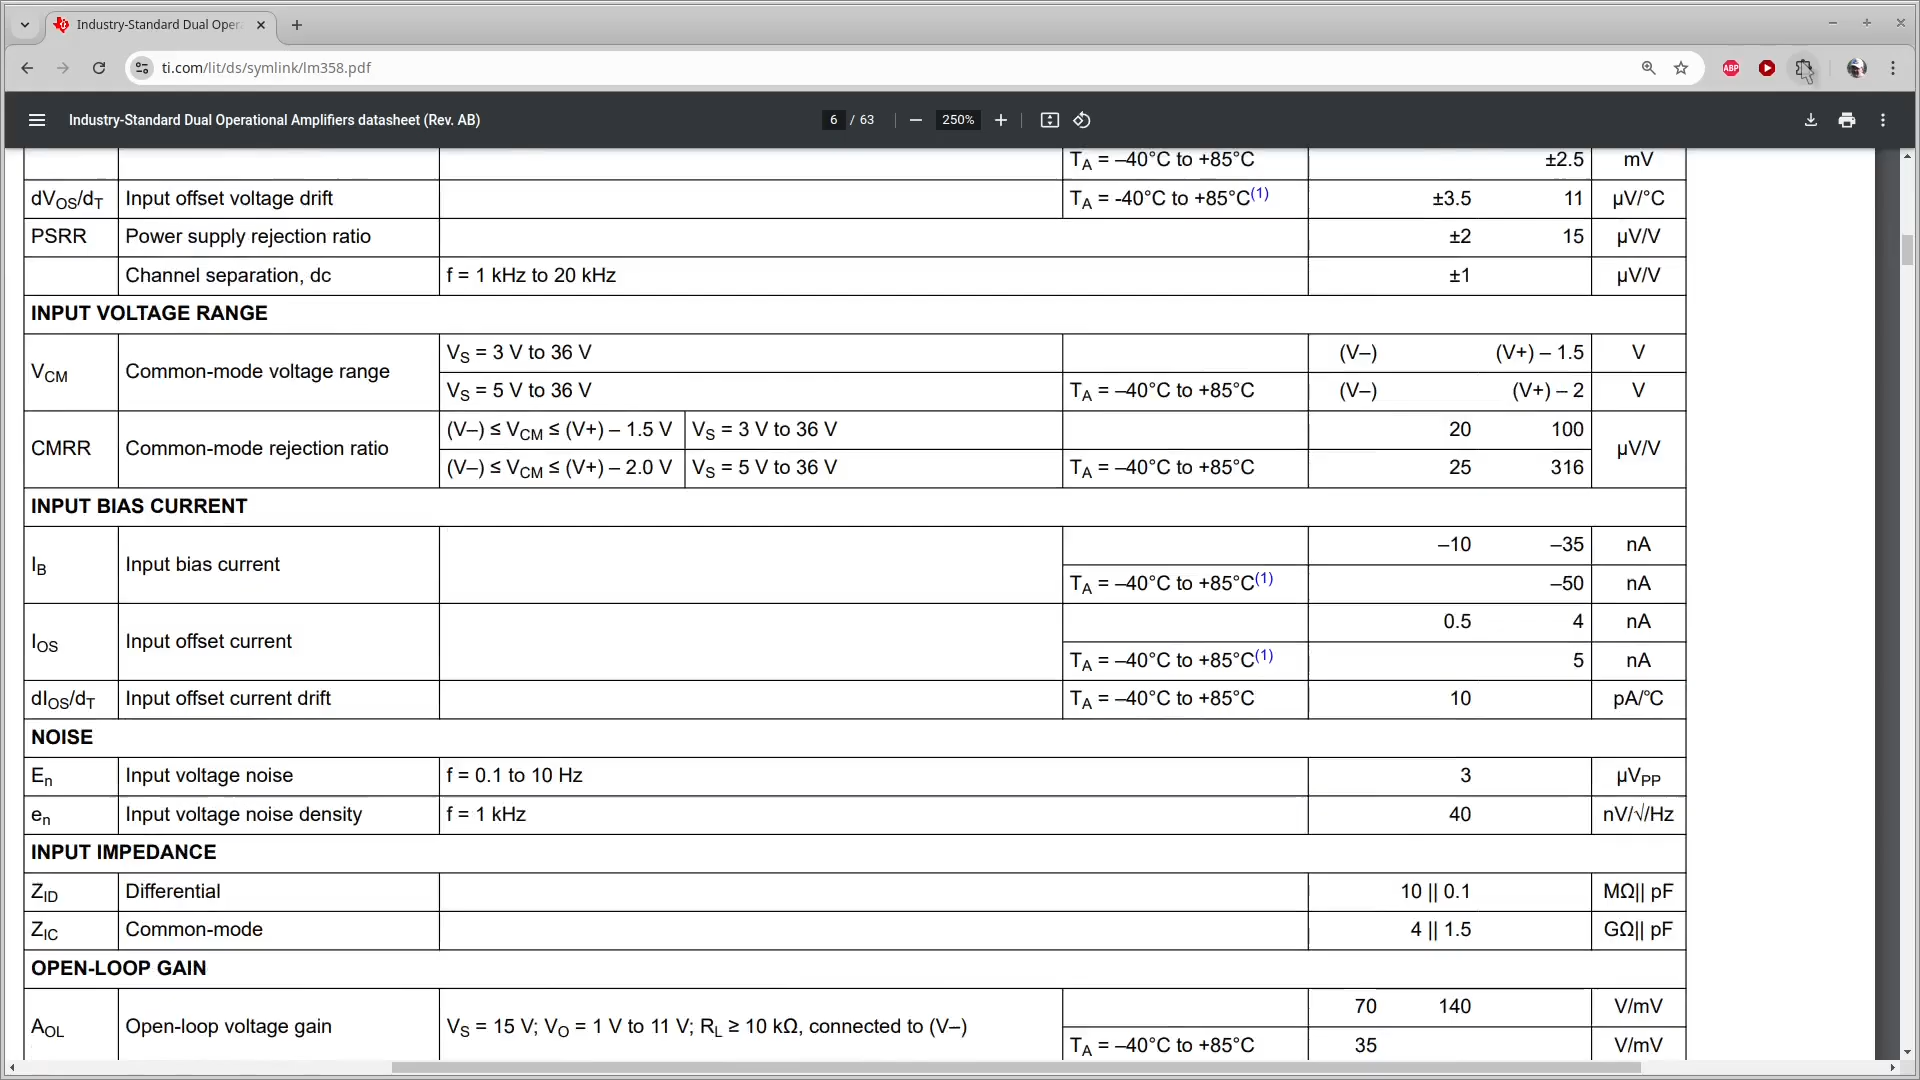 Industry-Standard Dual Oper
ti.com/lit/ds/symlink/lm358.pdf
ABP
Industry-Standard Dual Operational Amplifiers datasheet (Rev. AB)
6 / 63
250%
TA = –40°C to +85°C ±2.5 mV
dVOS/dT Input offset voltage drift TA = -40°C to +85°C(1) ±3.5 11 µV/°C
PSRR Power supply rejection ratio ±2 15 µV/V
Channel separation, dc f = 1 kHz to 20 kHz ±1 µV/V
INPUT VOLTAGE RANGE
VCM Common-mode voltage range VS = 3 V to 36 V (V–) (V+) – 1.5 V
VS = 5 V to 36 V TA = –40°C to +85°C (V–) (V+) – 2 V
CMRR Common-mode rejection ratio (V–) ≤ VCM ≤ (V+) – 1.5 V VS = 3 V to 36 V 20 100 µV/V
(V–) ≤ VCM ≤ (V+) – 2.0 V VS = 5 V to 36 V TA = –40°C to +85°C 25 316
INPUT BIAS CURRENT
IB Input bias current –10 –35 nA
TA = –40°C to +85°C(1) –50 nA
IOS Input offset current 0.5 4 nA
TA = –40°C to +85°C(1) 5 nA
dIOS/dT Input offset current drift TA = –40°C to +85°C 10 pA/°C
NOISE
En Input voltage noise f = 0.1 to 10 Hz 3 µVPP
en Input voltage noise density f = 1 kHz 40 nV/√/Hz
INPUT IMPEDANCE
ZID Differential 10 || 0.1 MΩ|| pF
ZIC Common-mode 4 || 1.5 GΩ|| pF
OPEN-LOOP GAIN
AOL Open-loop voltage gain VS = 15 V; VO = 1 V to 11 V; RL ≥ 10 kΩ, connected to (V–) 70 140 V/mV
TA = –40°C to +85°C 35 V/mV